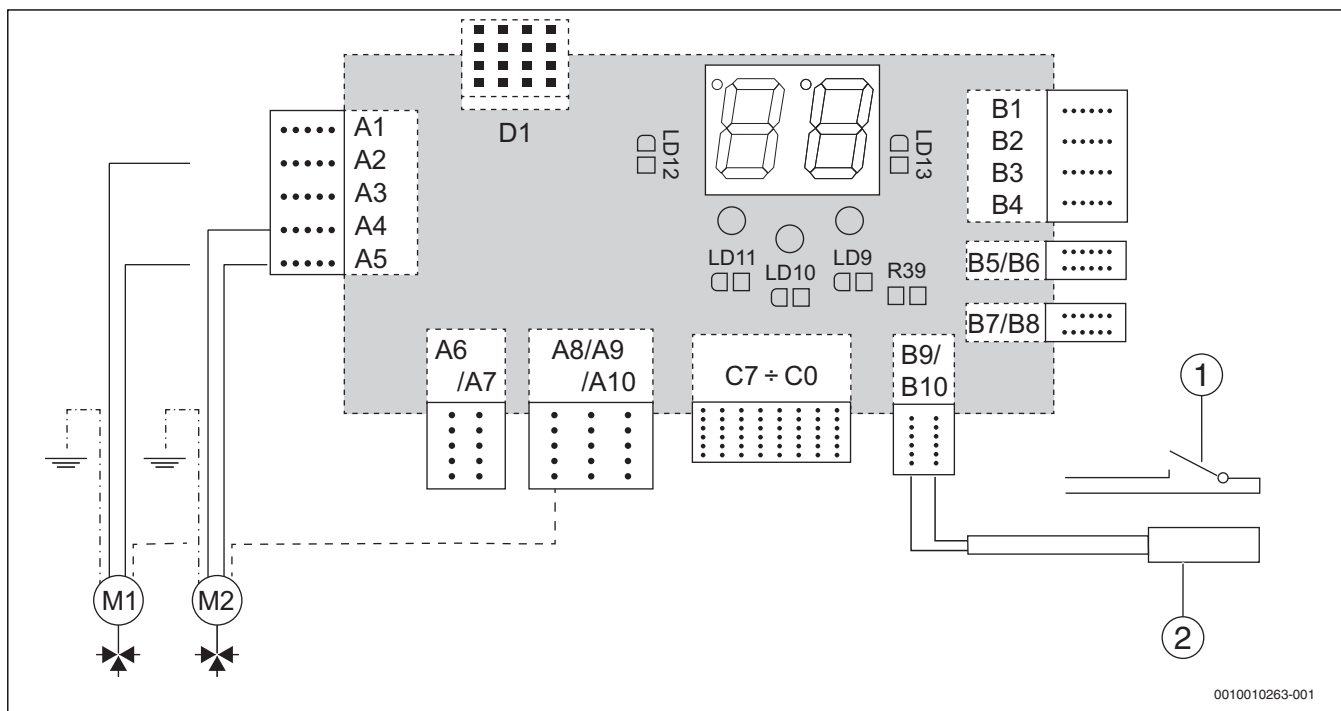 D1
A1
A2
A3
A4
A5
LD12
LD13
B1
B2
B3
B4
LD11
LD10
LD9
R39
B5/B6
B7/B8
A6
/A7
A8/A9
/A10
C7 ÷ C0
B9/
B10
1
M1
M2
2
0010010263-001